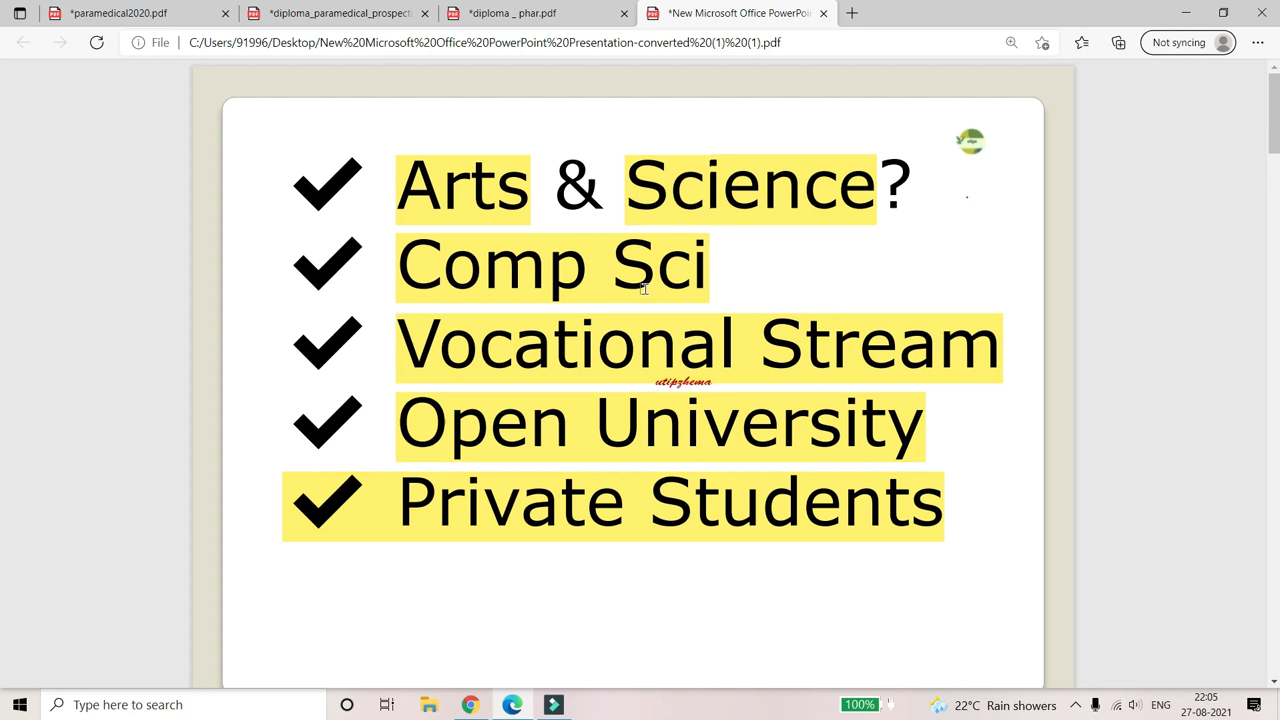 *paramedical2020.pdf
*diploma_paramedical_prospect
*diploma _ phar.pdf
*New Microsoft Office PowerPoin
File
C:/Users/91996/Desktop/New%20Microsoft%20Office%20PowerPoint%20Presentation-converted%20(1)%20(1).pdf
Not syncing
Arts & Science?
Comp Sci
Vocational Stream
utipzhema
Open University
Private Students
Type here to search
100%
22°C Rain showers
ENG
22:05
27-08-2021